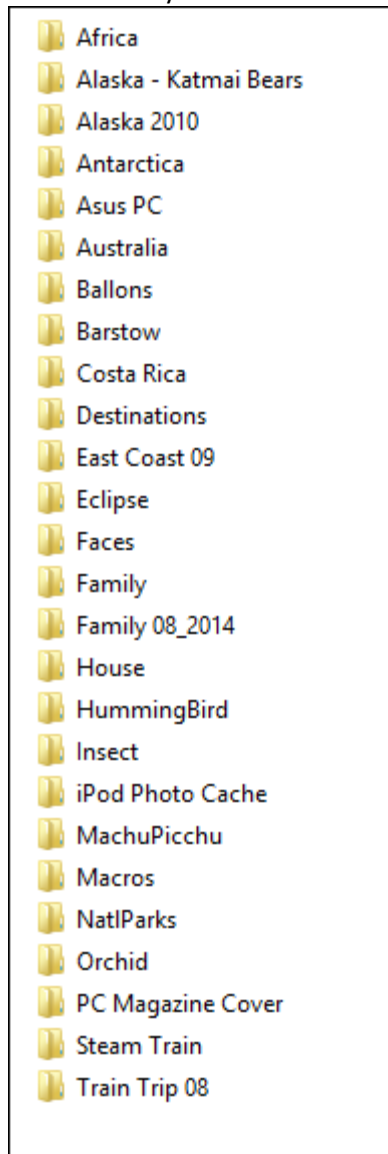 Africa
Alaska - Katmai Bears
Alaska 2010
Antarctica
Asus PC
Australia
Ballons
Barstow
Costa Rica
Destinations
East Coast 09
Eclipse
Faces
Family
Family 08_2014
House
HummingBird
Insect
iPod Photo Cache
MachuPicchu
Macros
NatlParks
Orchid
PC Magazine Cover
Steam Train
Train Trip 08